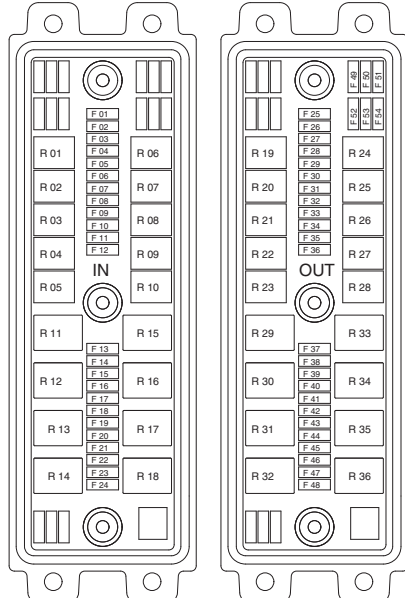 F 49
F 50
F 51
F 52
F 53
F 54
F 01
F 02
F 03
F 04
F 05
F 06
F 07
F 08
F 09
F 10
F 11
F 12
R 01
R 02
R 03
R 04
R 05
R 06
R 07
R 08
R 09
R 10
IN
R 11
R 12
R 13
R 14
R 15
R 16
R 17
R 18
F 13
F 14
F 15
F 16
F 17
F 18
F 19
F 20
F 21
F 22
F 23
F 24
F 25
F 26
F 27
F 28
F 29
F 30
F 31
F 32
F 33
F 34
F 35
F 36
R 19
R 20
R 21
R 22
R 23
R 24
R 25
R 26
R 27
R 28
OUT
R 29
R 30
R 31
R 32
R 33
R 34
R 35
R 36
F 37
F 38
F 39
F 40
F 41
F 42
F 43
F 44
F 45
F 46
F 47
F 48